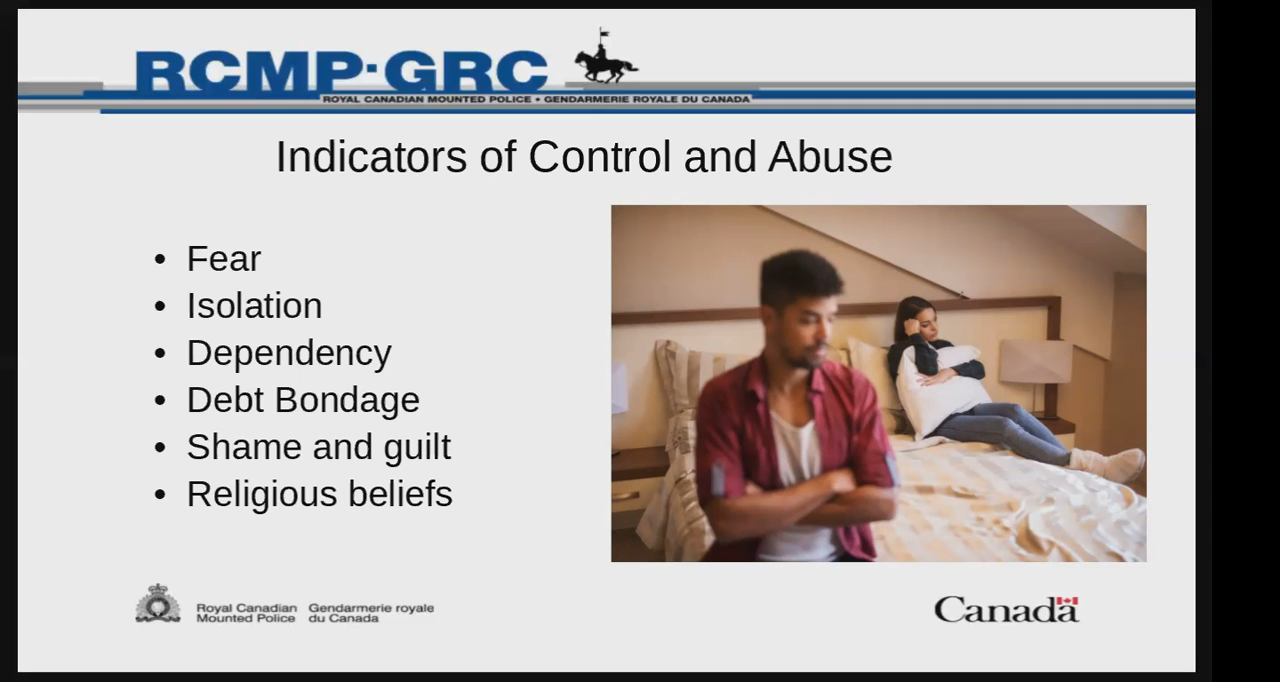 RCMP·GRC
ROYAL CANADIAN MOUNTED POLICE • GENDARMERIE ROYALE DU CANADA
Indicators of Control and Abuse
• Fear
• Isolation
• Dependency
• Debt Bondage
• Shame and guilt
• Religious beliefs
Royal Canadian Gendarmerie royale
Mounted Police du Canada
Canada